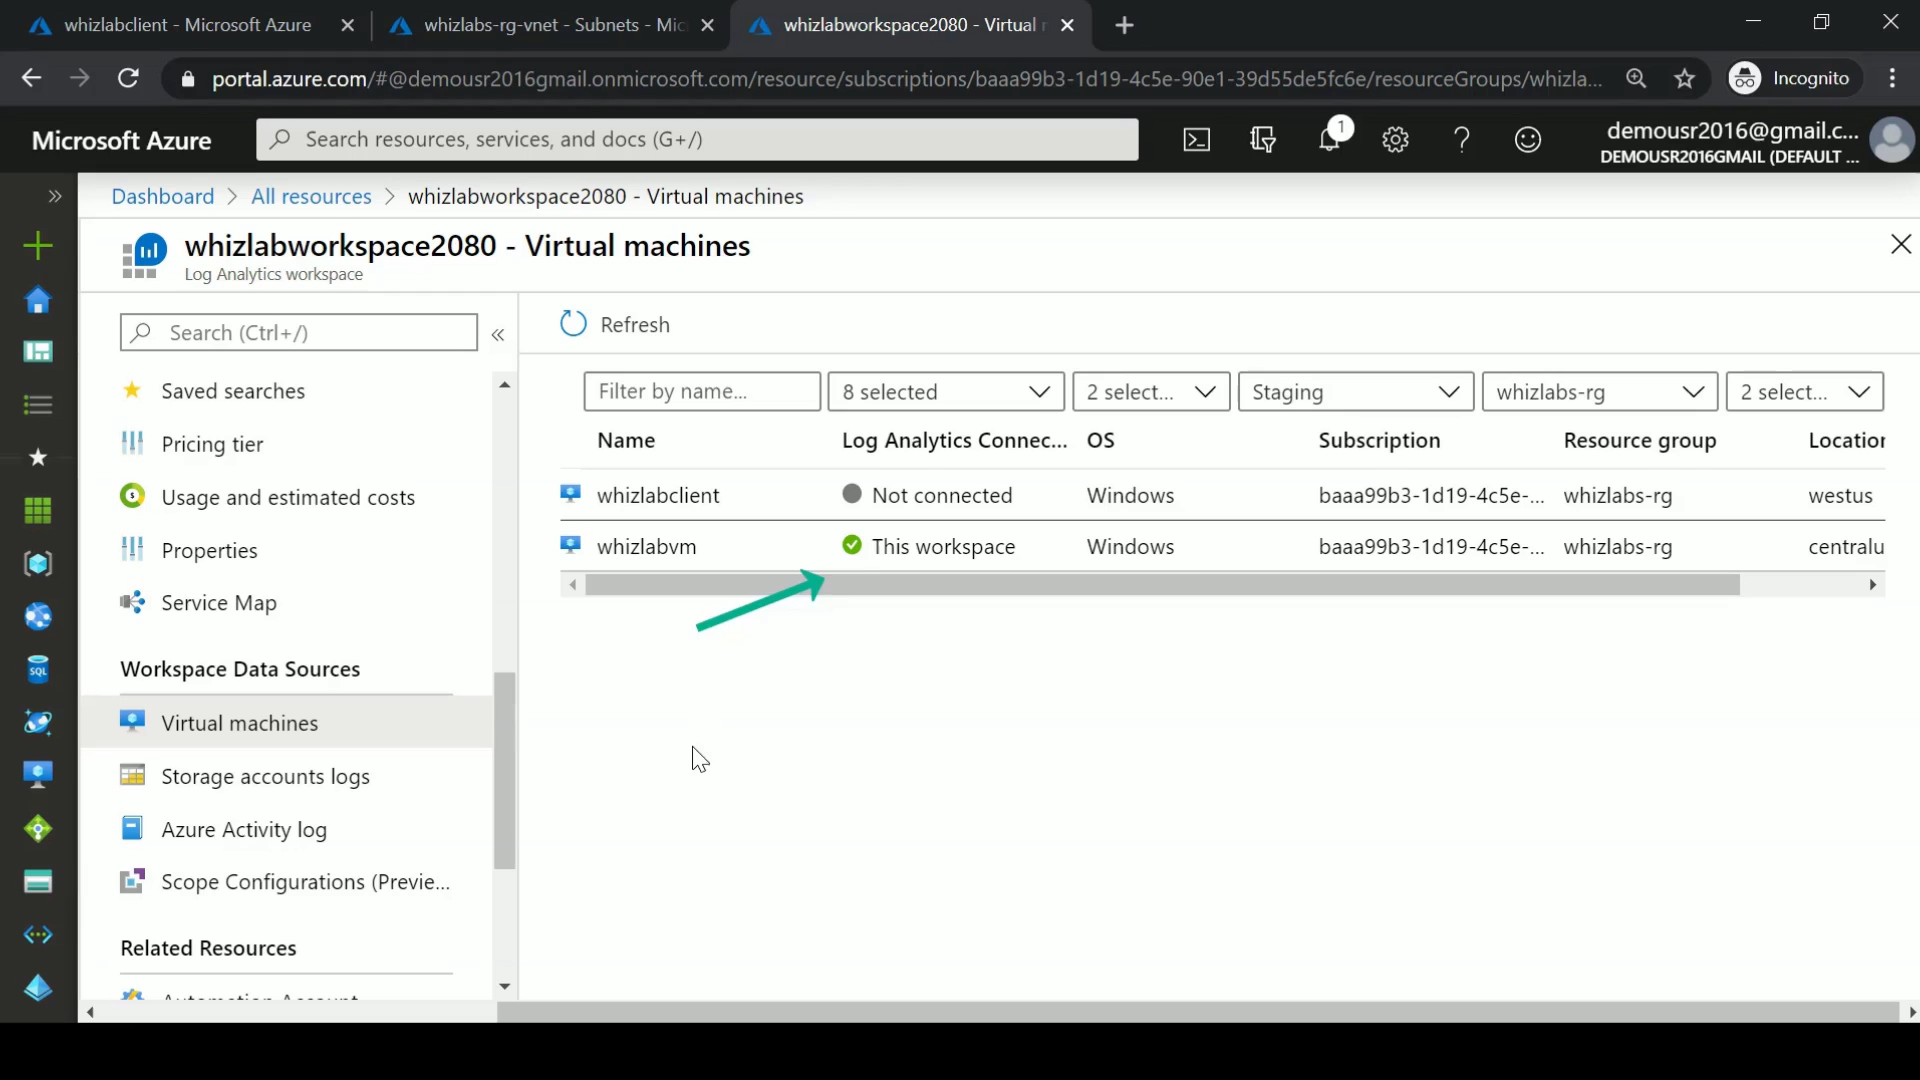 whizlabclient - Microsoft Azure
whizlabs-rg-vnet - Subnets - Mic
whizlabworkspace2080 - Virtual
portal.azure.com/#@demousr2016gmail.onmicrosoft.com/resource/subscriptions/baaa99b3-1d19-4c5e-90e1-39d55de5fc6e/resourceGroups/whizla...
Incognito
Microsoft Azure
Search resources, services, and docs (G+/)
1
demousr2016@gmail.c...
DEMOUSR2016GMAIL (DEFAULT ...
Dashboard > All resources > whizlabworkspace2080 - Virtual machines
whizlabworkspace2080 - Virtual machines
Log Analytics workspace
Search (Ctrl+/)
Saved searches
Pricing tier
Usage and estimated costs
Properties
Service Map
Workspace Data Sources
Virtual machines
Storage accounts logs
Azure Activity log
Scope Configurations (Previe...
Related Resources
Automation Account
Refresh
Filter by name... 8 selected 2 select... Staging whizlabs-rg 2 select...
Name Log Analytics Connec... OS Subscription Resource group Location
whizlabclient Not connected Windows baaa99b3-1d19-4c5e-... whizlabs-rg westus
whizlabvm This workspace Windows baaa99b3-1d19-4c5e-... whizlabs-rg centralu
SQL